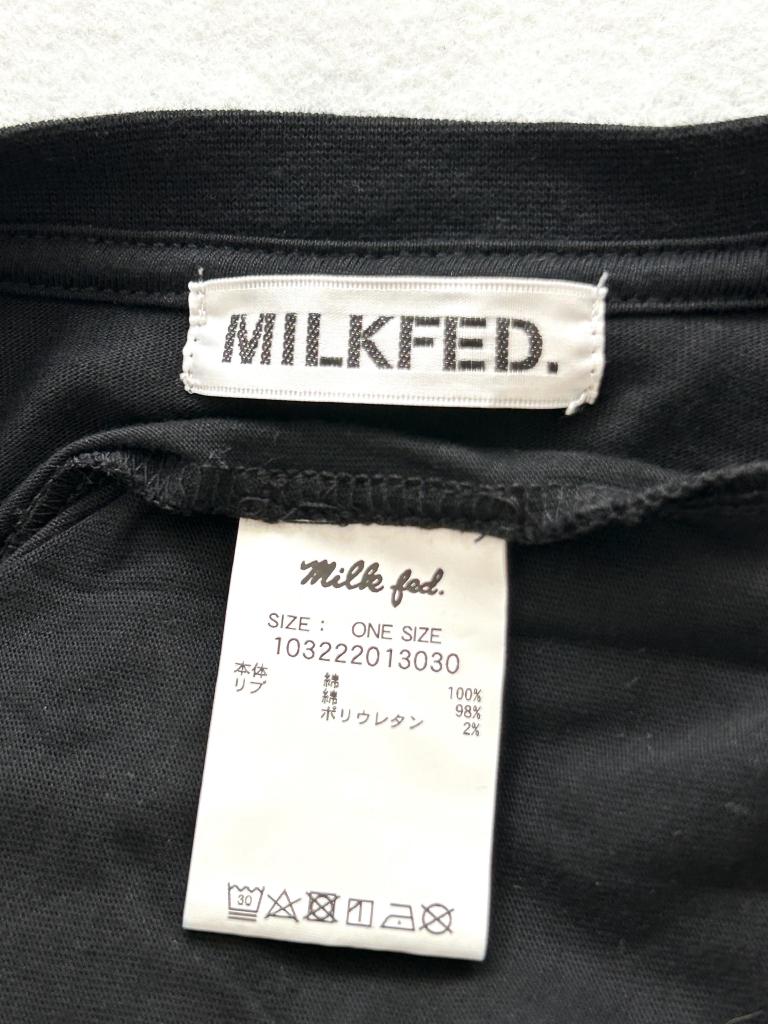 MILKFED.
Milk fed.
SIZE : ONE SIZE
103222013030
本体 綿 100%
リブ 綿 98%
ポリウレタン 2%
30